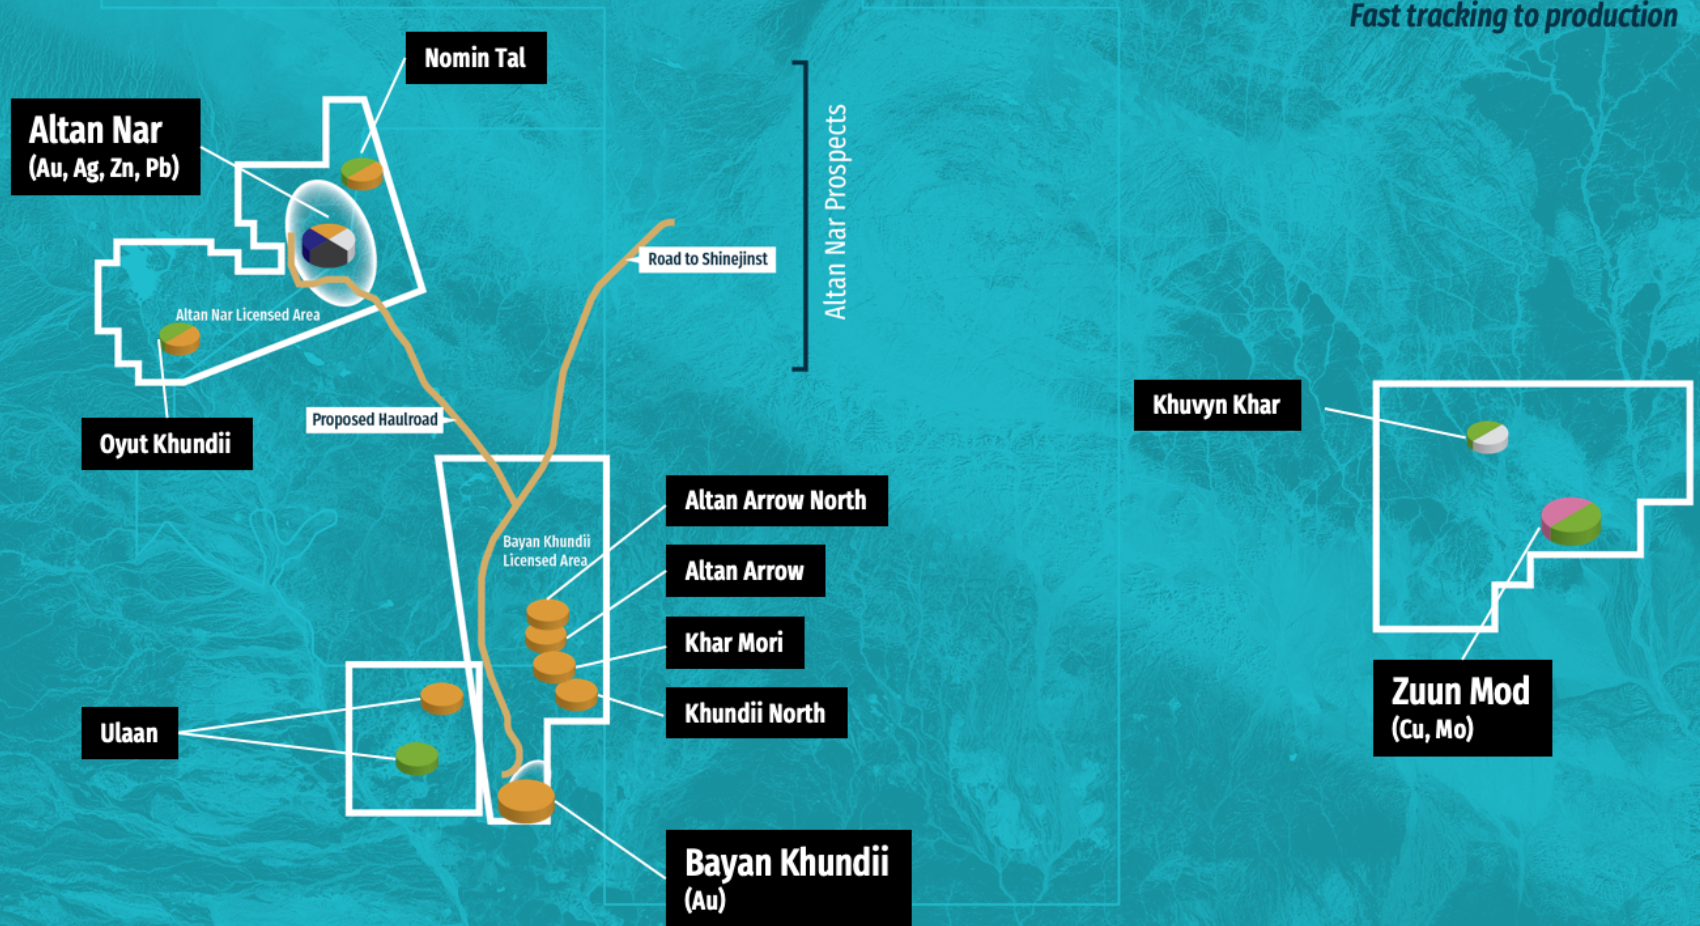 Fast tracking to production
Nomin Tal
Altan Nar
(Au, Ag, Zn, Pb)
Altan Nar Prospects
Road to Shinejinst
Altan Nar Licensed Area
Proposed Haulroad
Oyut Khundii
Khuvyn Khar
Altan Arrow North
Bayan Khundii
Licensed Area
Altan Arrow
Khar Mori
Khundii North
Ulaan
Zuun Mod
(Cu, Mo)
Bayan Khundii
(Au)